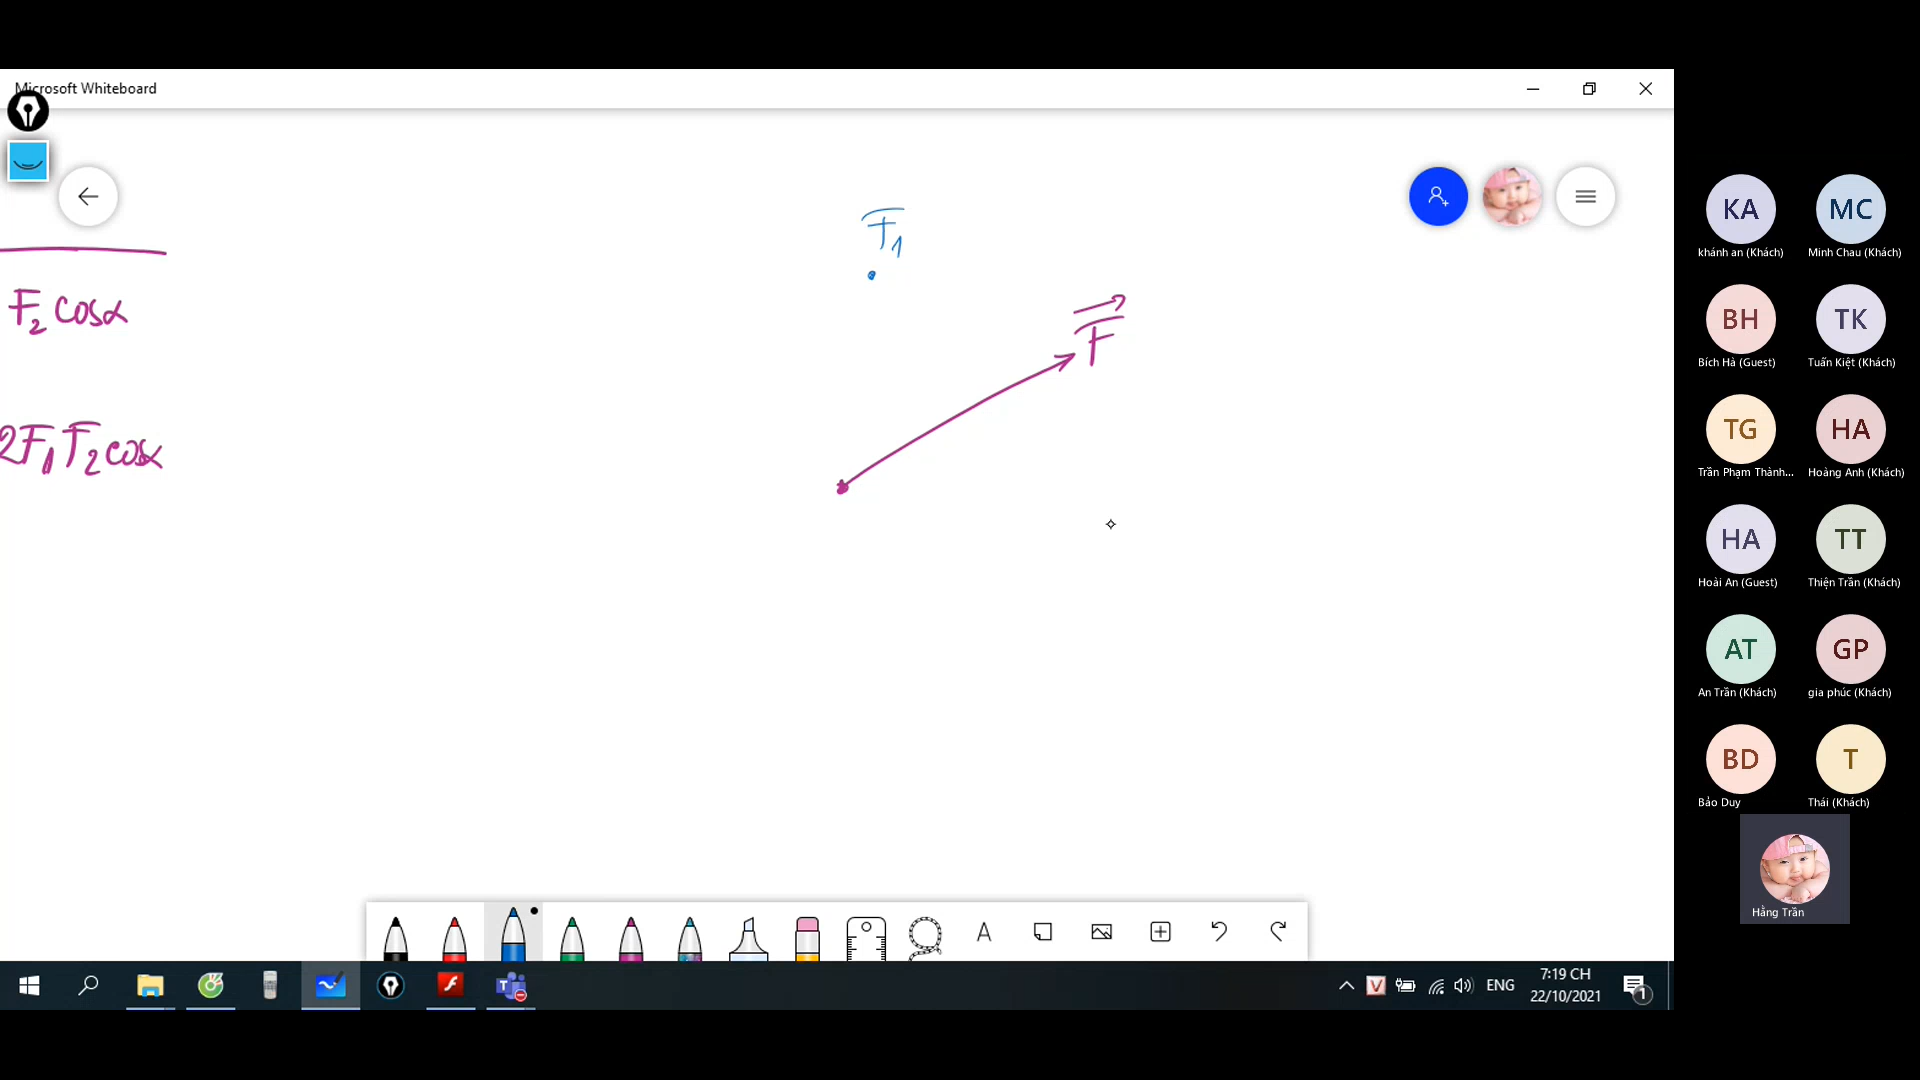 Microsoft Whiteboard
F₁
F
F₂ cosα
2F₁F₂cosα
KA
MC
khánh an (Khách)
Minh Chau (Khách)
BH
TK
Bích Hà (Guest)
Tuấn Kiệt (Khách)
TG
HA
Trần Phạm Thành...
Hoàng Anh (Khách)
HA
TT
Hoài An (Guest)
Thiện Trần (Khách)
AT
GP
An Trần (Khách)
gia phúc (Khách)
BD
T
Bảo Duy
Thái (Khách)
Hằng Trần
A
ENG
7:19 CH
22/10/2021
1